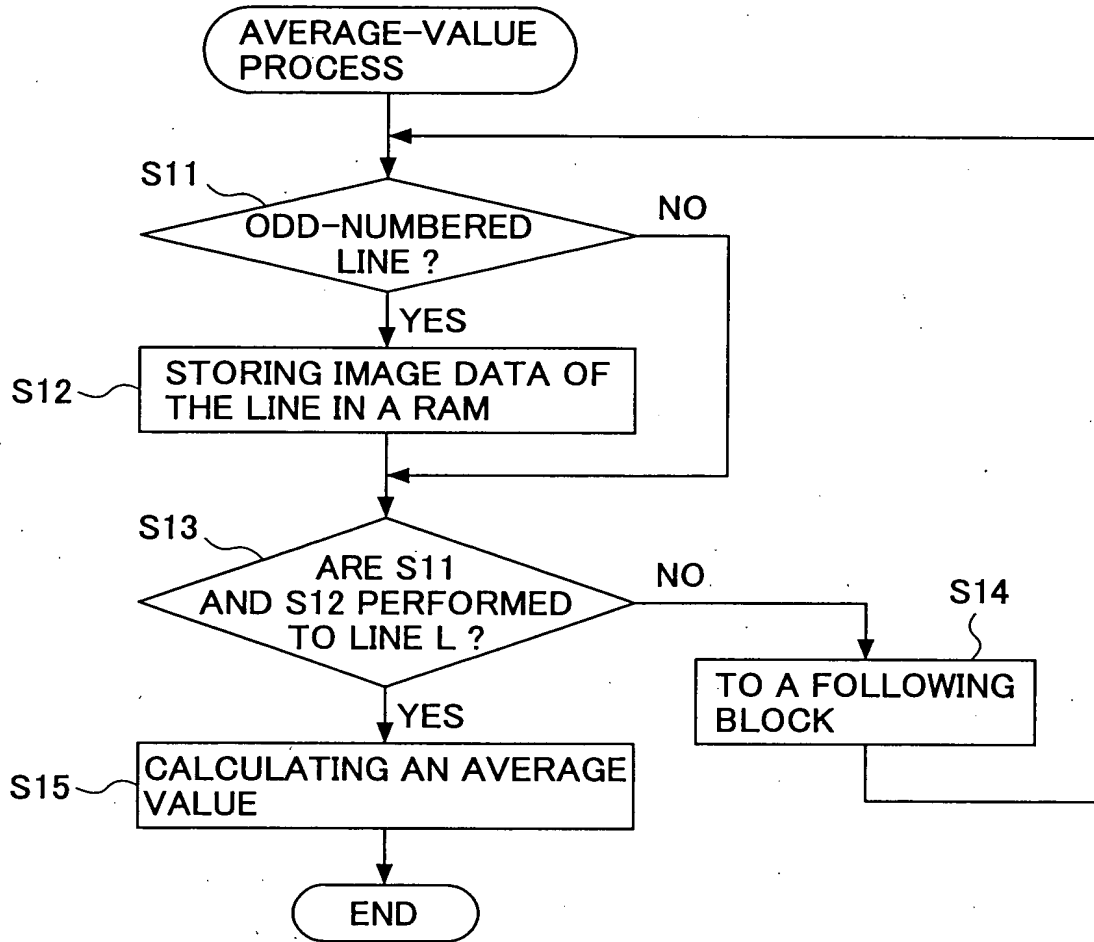 AVERAGE-VALUE
PROCESS
S11
ODD-NUMBERED
LINE ?
NO
YES
S12
STORING IMAGE DATA OF
THE LINE IN A RAM
S13
ARE S11
AND S12 PERFORMED
TO LINE L ?
NO
S14
TO A FOLLOWING
BLOCK
YES
S15
CALCULATING AN AVERAGE
VALUE
END